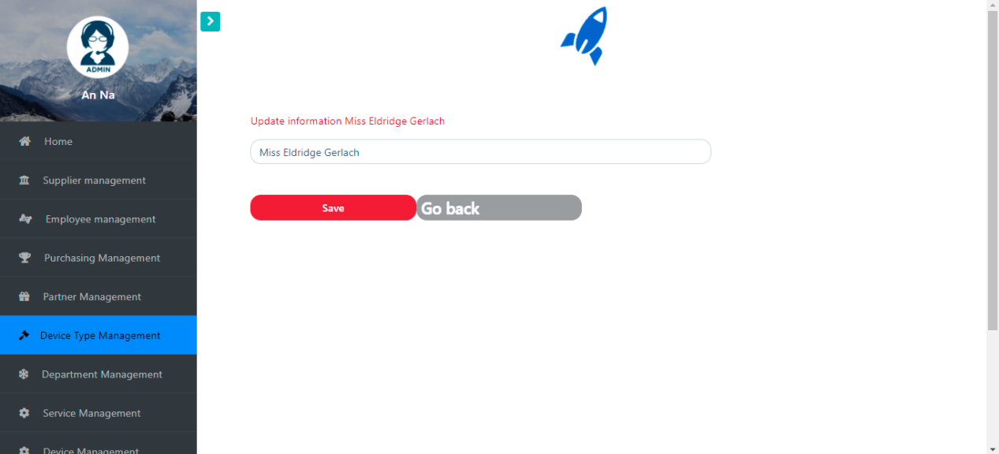 ADMIN
An Na
Home
Supplier management
Employee management
Purchasing Management
Partner Management
Device Type Management
Department Management
Service Management
Device Management
Update information Miss Eldridge Gerlach
Miss Eldridge Gerlach
Save
Go back